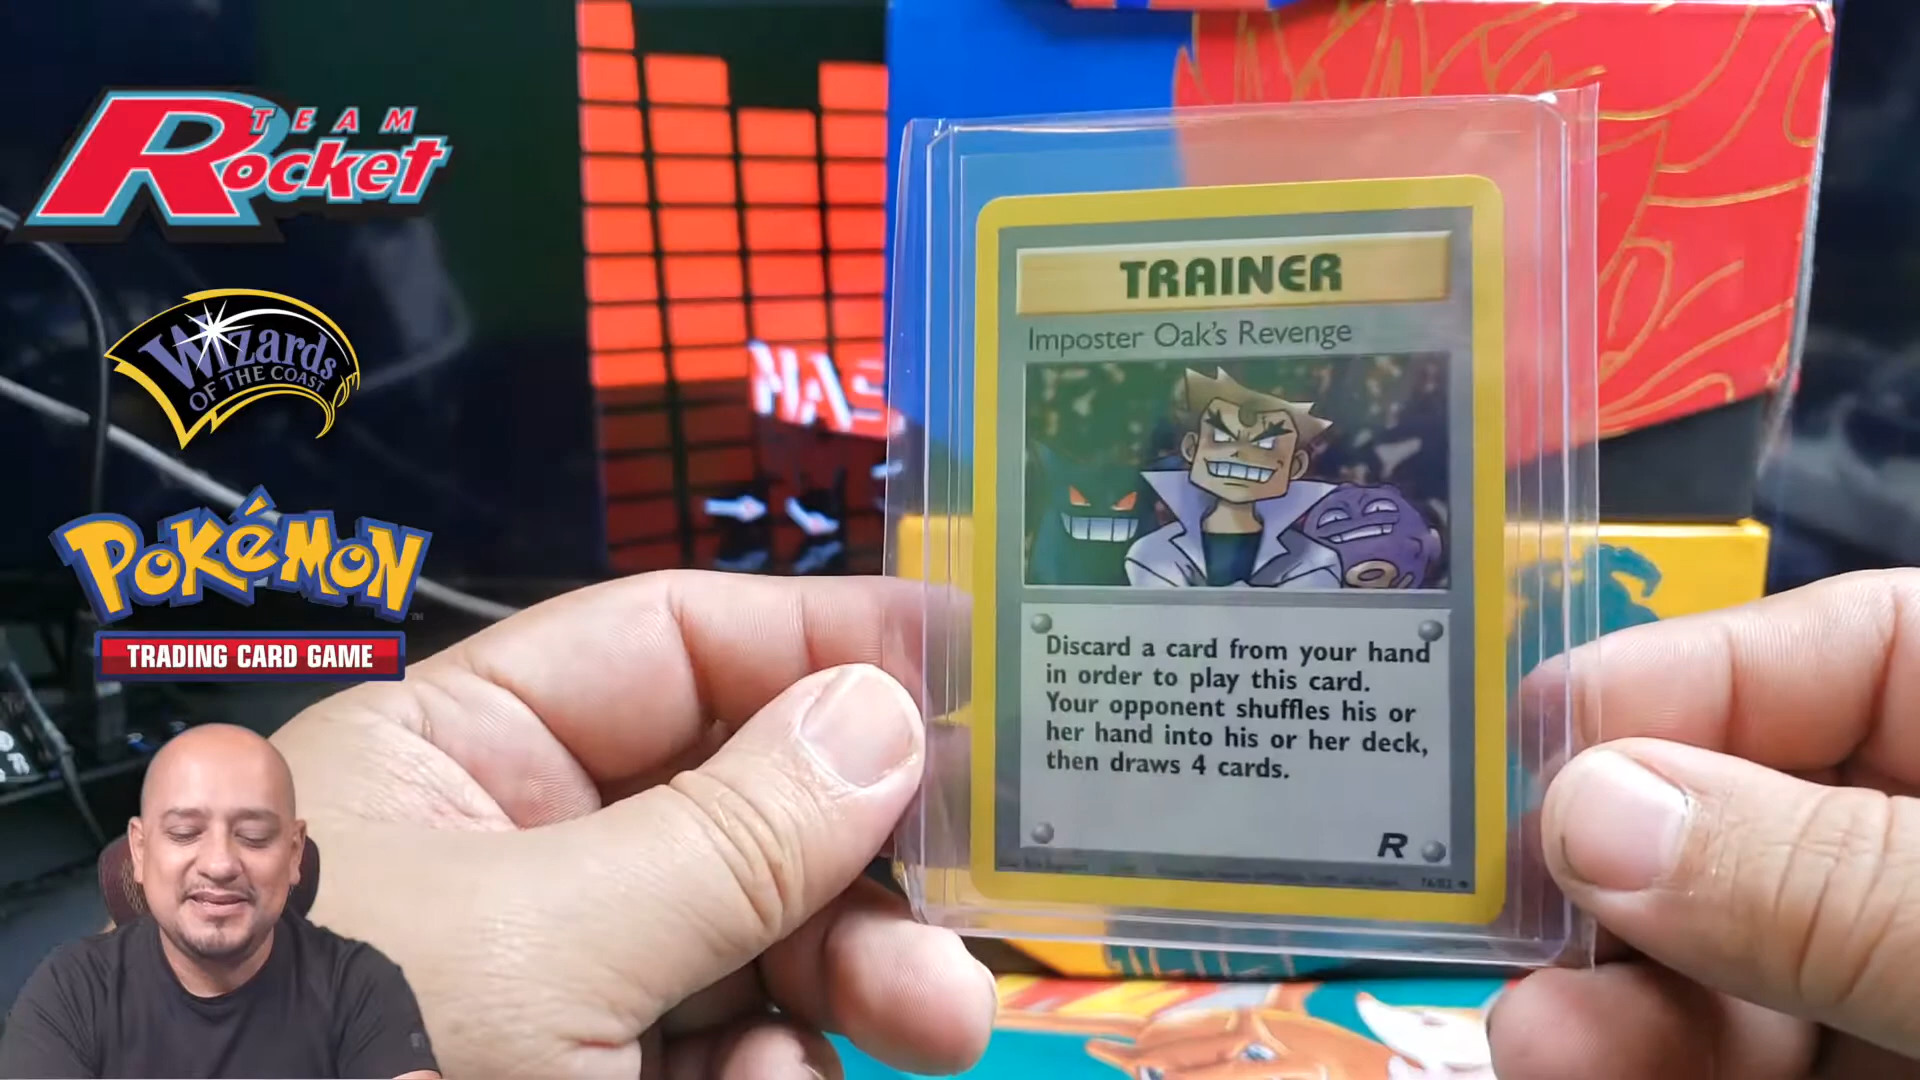 TEAM
Rocket
Wizards
OF THE COAST
POKéMON
TRADING CARD GAME
TRAINER
Imposter Oak's Revenge
Discard a card from your hand
in order to play this card.
Your opponent shuffles his or
her hand into his or her deck,
then draws 4 cards.
R